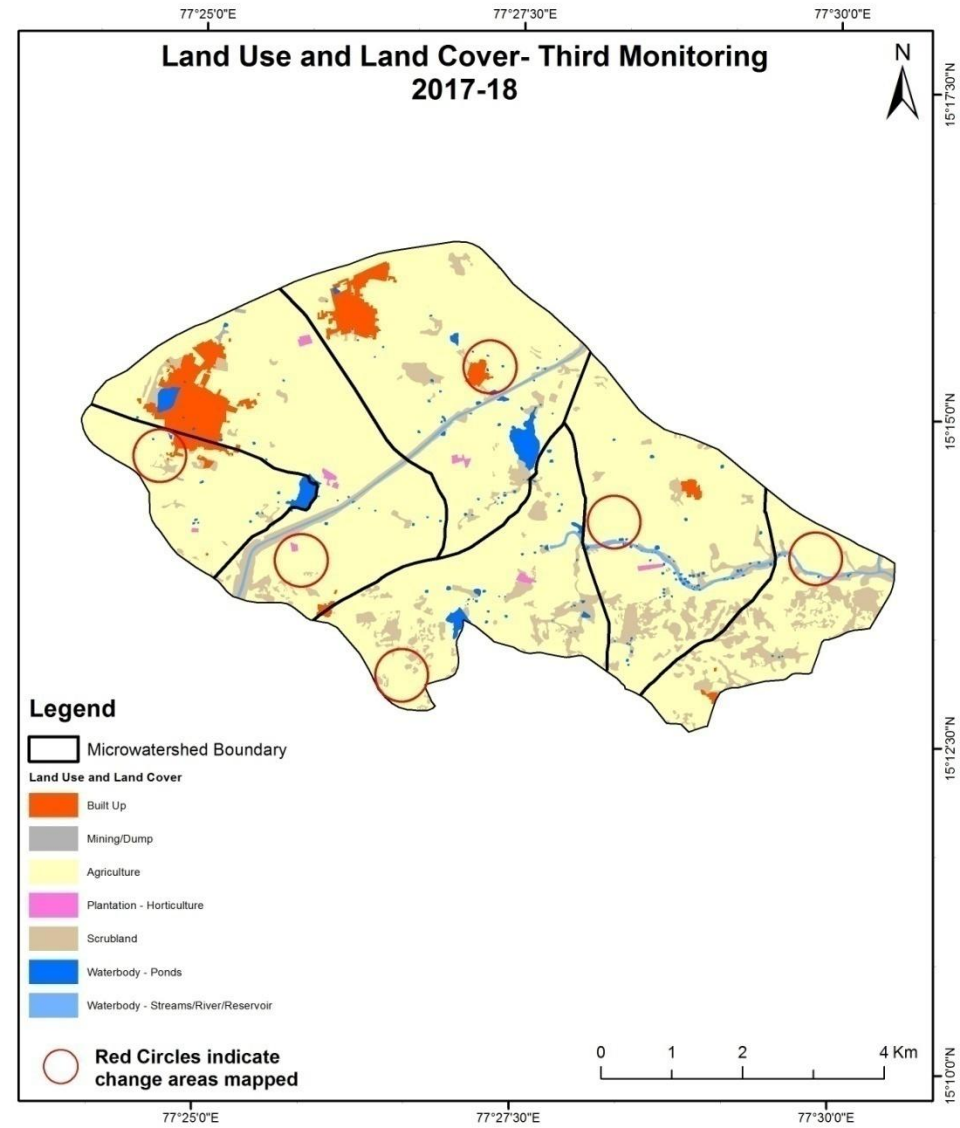 77°25'0"E
77°27'30"E
77°30'0"E
Land Use and Land Cover- Third Monitoring
2017-18
N
15°17'30"N
15°15'0"N
15°12'30"N
15°10'0"N
Legend
Microwatershed Boundary
Land Use and Land Cover
Built Up
Mining/Dump
Agriculture
Plantation - Horticulture
Scrubland
Waterbody - Ponds
Waterbody - Streams/River/Reservoir
Red Circles indicate
change areas mapped
0 1 2 4 Km
77°25'0"E
77°27'30"E
77°30'0"E